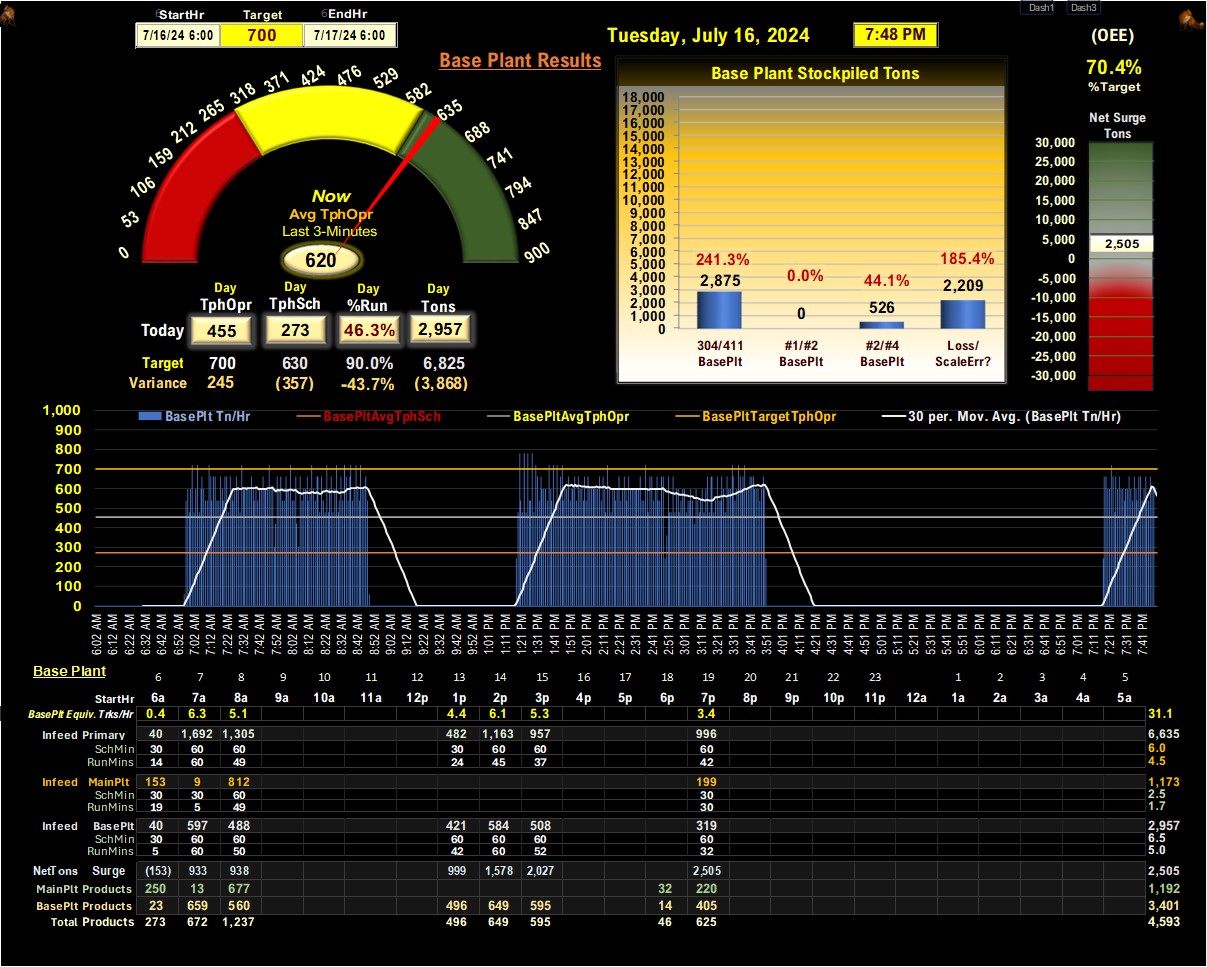 StartHr Target 6EndHr
7/16/24 6:00 700 7/17/24 6:00
Tuesday, July 16, 2024 7:48 PM
Dash1 Dash3
(OEE)
70.4%
%Target
Base Plant Results
0 53 106 159 212 265 318 371 424 476 529 582 635 688 741 794 847 900
Now
Avg TphOpr
Last 3-Minutes
620
Day Day Day Day
TphOpr TphSch %Run Tons
Today 455 273 46.3% 2,957
Target 700 630 90.0% 6,825
Variance 245 (357) -43.7% (3,868)
Base Plant Stockpiled Tons
18,000
17,000
16,000
15,000
14,000
13,000
12,000
11,000
10,000
9,000
8,000
7,000
6,000
5,000
4,000
3,000
2,000
1,000
0
241.3% 0.0% 44.1% 185.4%
2,875 0 526 2,209
304/411 #1/#2 #2/#4 Loss/
BasePlt BasePlt BasePlt ScaleErr?
Net Surge
Tons
30,000
25,000
20,000
15,000
10,000
5,000
0
-5,000
-10,000
-15,000
-20,000
-25,000
-30,000
2,505
BasePlt Tn/Hr BasePltAvgTphSch BasePltAvgTphOpr BasePltTargetTphOpr 30 per. Mov. Avg. (BasePlt Tn/Hr)
1,000
900
800
700
600
500
400
300
200
100
0
6:02 AM 6:12 AM 6:22 AM 6:32 AM 6:42 AM 6:52 AM 7:02 AM 7:12 AM 7:22 AM 7:32 AM 7:42 AM 7:52 AM 8:02 AM 8:12 AM 8:22 AM 8:32 AM 8:42 AM 8:52 AM 9:02 AM 9:12 AM 9:22 AM 9:32 AM 9:42 AM 9:52 AM 1:01 PM 1:11 PM 1:21 PM 1:31 PM 1:41 PM 1:51 PM 2:01 PM 2:11 PM 2:21 PM 2:31 PM 2:41 PM 2:51 PM 3:01 PM 3:11 PM 3:21 PM 3:31 PM 3:41 PM 3:51 PM 4:01 PM 4:11 PM 4:21 PM 4:31 PM 4:41 PM 4:51 PM 5:01 PM 5:11 PM 5:21 PM 5:31 PM 5:41 PM 5:51 PM 6:01 PM 6:11 PM 6:21 PM 6:31 PM 6:41 PM 6:51 PM 7:01 PM 7:11 PM 7:21 PM 7:31 PM 7:41 PM
Base Plant 6 7 8 9 10 11 12 13 14 15 16 17 18 19 20 21 22 23 1 2 3 4 5
StartHr 6a 7a 8a 9a 10a 11a 12p 1p 2p 3p 4p 5p 6p 7p 8p 9p 10p 11p 12a 1a 2a 3a 4a 5a
BasePlt Equiv. Trks/Hr 0.4 6.3 5.1 4.4 6.1 5.3 3.4 31.1
Infeed Primary 40 1,692 1,305 482 1,163 957 996 6,635
SchMin 30 60 60 30 60 60 60 6.0
RunMins 14 60 49 24 45 37 42 4.5
Infeed MainPlt 153 9 812 199 1,173
SchMin 30 30 60 30 2.5
RunMins 19 5 49 30 1.7
Infeed BasePlt 40 597 488 421 584 508 319 2,957
SchMin 30 60 60 60 60 60 60 6.5
RunMins 5 60 50 42 60 52 32 5.0
NetTons Surge (153) 933 938 999 1,578 2,027 2,505 2,505
MainPlt Products 250 13 677 32 220 1,192
BasePlt Products 23 659 560 496 649 595 14 405 3,401
Total Products 273 672 1,237 496 649 595 46 625 4,593